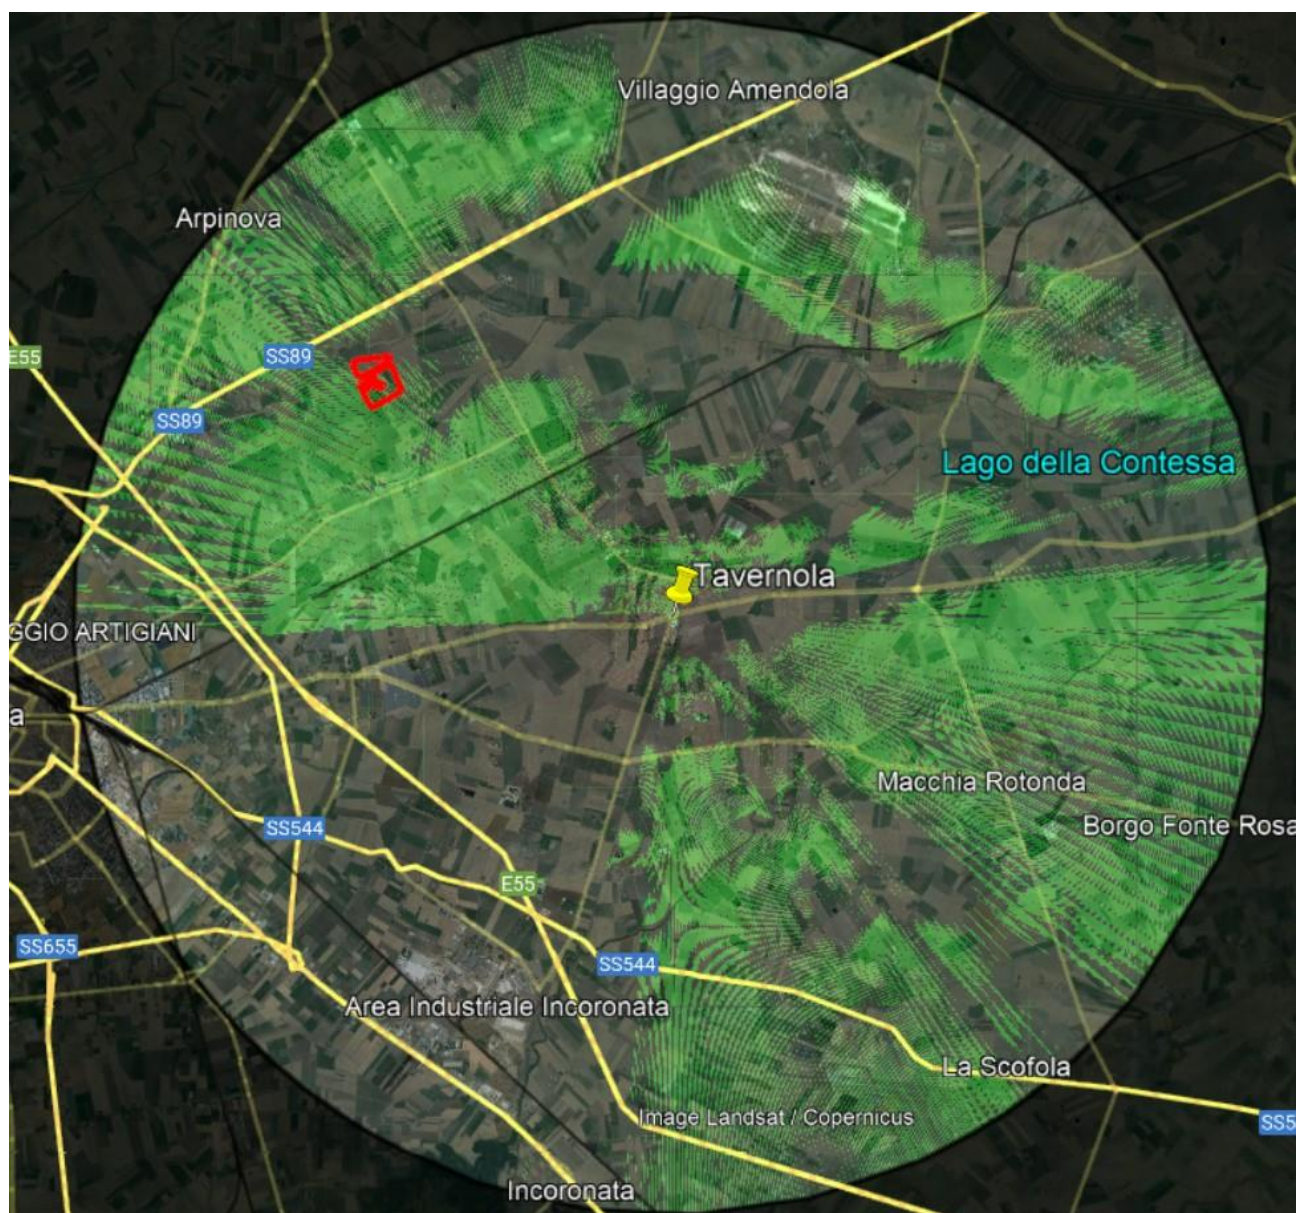 Villaggio Amendola
Arpinova
E55
SS89
SS89
Lago della Contessa
Tavernola
GGIO ARTIGIANI
a
Macchia Rotonda
Borgo Fonte Rosa
SS544
E55
SS655
SS544
Area Industriale Incoronata
La Scofola
Image Landsat / Copernicus
SS5
Incoronata